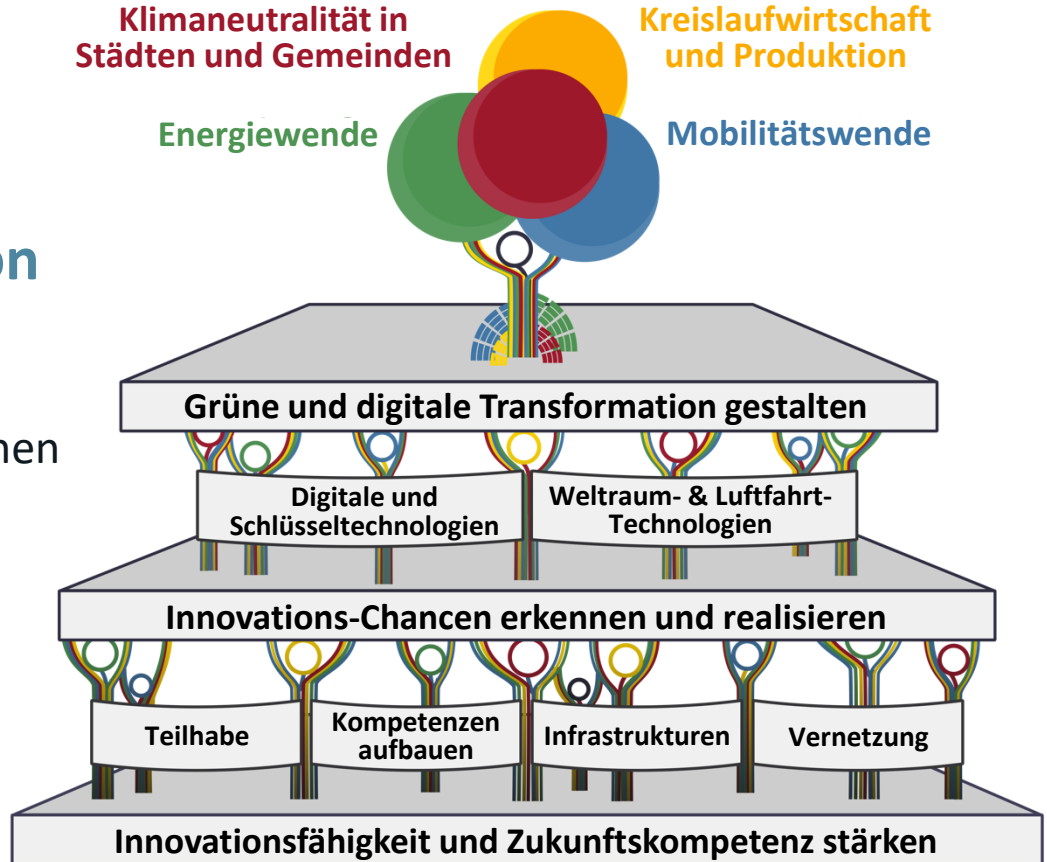 Klimaneutralität in
Städten und Gemeinden
Kreislaufwirtschaft
und Produktion
Energiewende
Mobilitätswende
on
Grüne und digitale Transformation gestalten
nen
Digitale und
Schlüsseltechnologien
Weltraum- & Luftfahrt-
Technologien
Innovations-Chancen erkennen und realisieren
Teilhabe
Kompetenzen
aufbauen
Infrastrukturen
Vernetzung
Innovationsfähigkeit und Zukunftskompetenz stärken